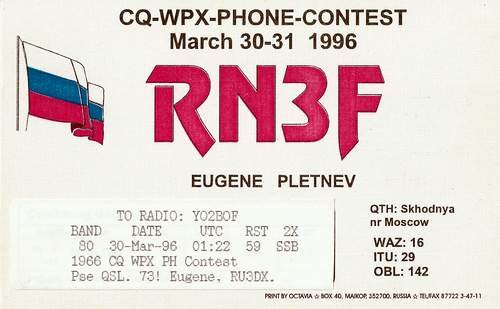 CQ-WPX-PHONE-CONTEST
March 30-31 1996
RN3F
EUGENE PLETNEV
TO RADIO: YO2BOF
BAND DATE UTC RST 2X
80 30-Mar-96 01:22 59 SSB
1966 CQ WPX PH Contest
Pse QSL. 73! Eugene, RU3DX.
QTH: Skhodnya
nr Moscow
WAZ: 16
ITU: 29
OBL: 142
PRINT BY OCTAVIA ☆ BOX 40, MAIKOP, 352700, RUSSIA ☆ TEL/FAX 87722 3-47-11